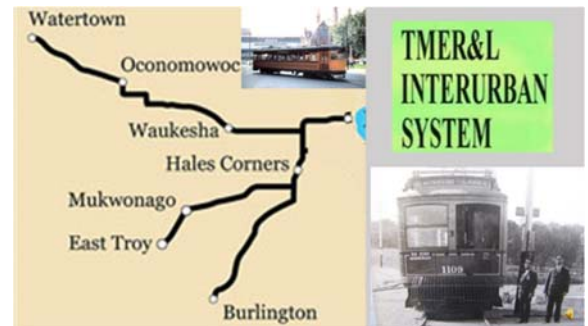 Watertown
Oconomowoc
Waukesha
Hales Corners
Mukwonago
East Troy
Burlington
TMER&L
INTERURBAN
SYSTEM
1109